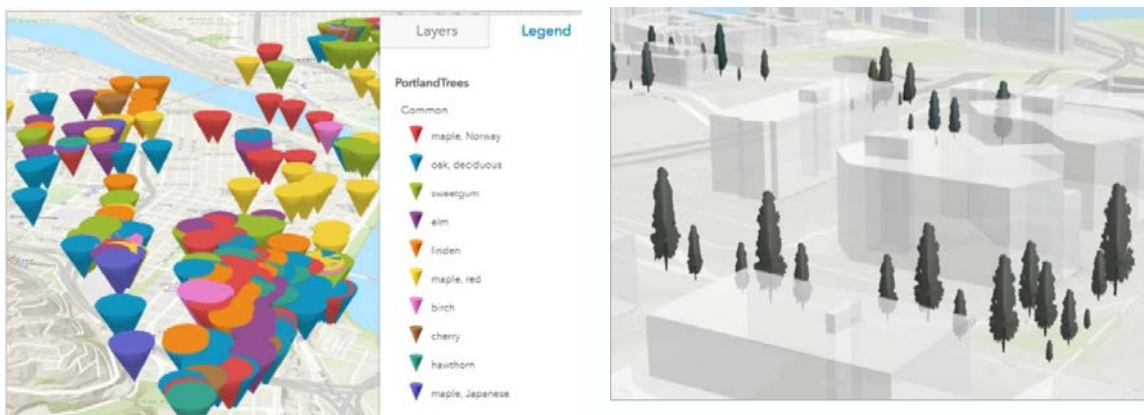 Layers
Legend
PortlandTrees
Common
maple, Norway
oak, deciduous
sweetgum
elm
linden
maple, red
birch
cherry
hawthorn
maple, Japanese